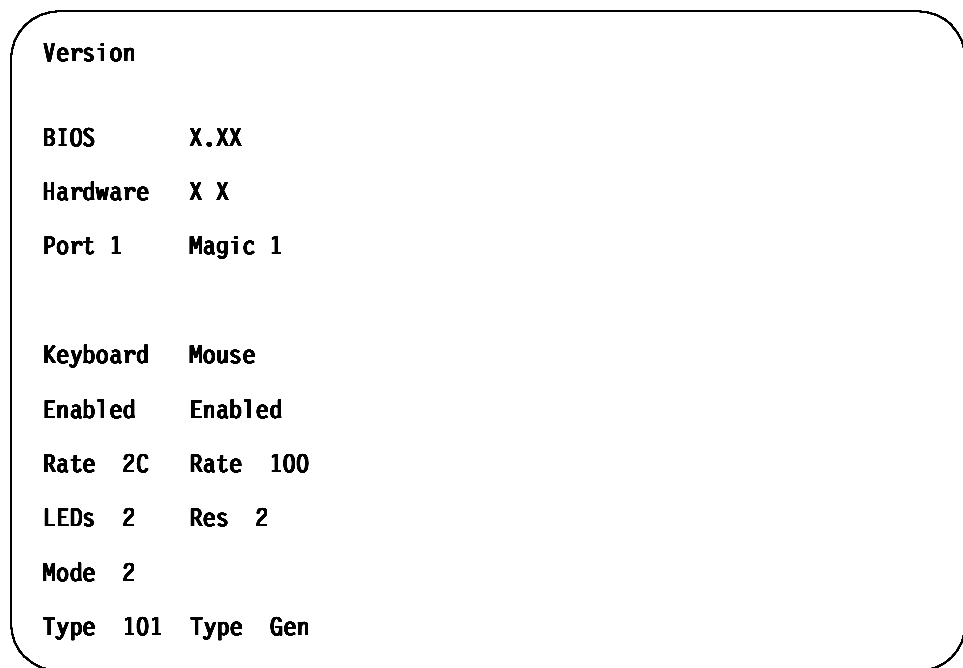 Version
BIOS X.XX
Hardware X X
Port 1 Magic 1
Keyboard Mouse
Enabled Enabled
Rate 2C Rate 100
LEDs 2 Res 2
Mode 2
Type 101 Type Gen